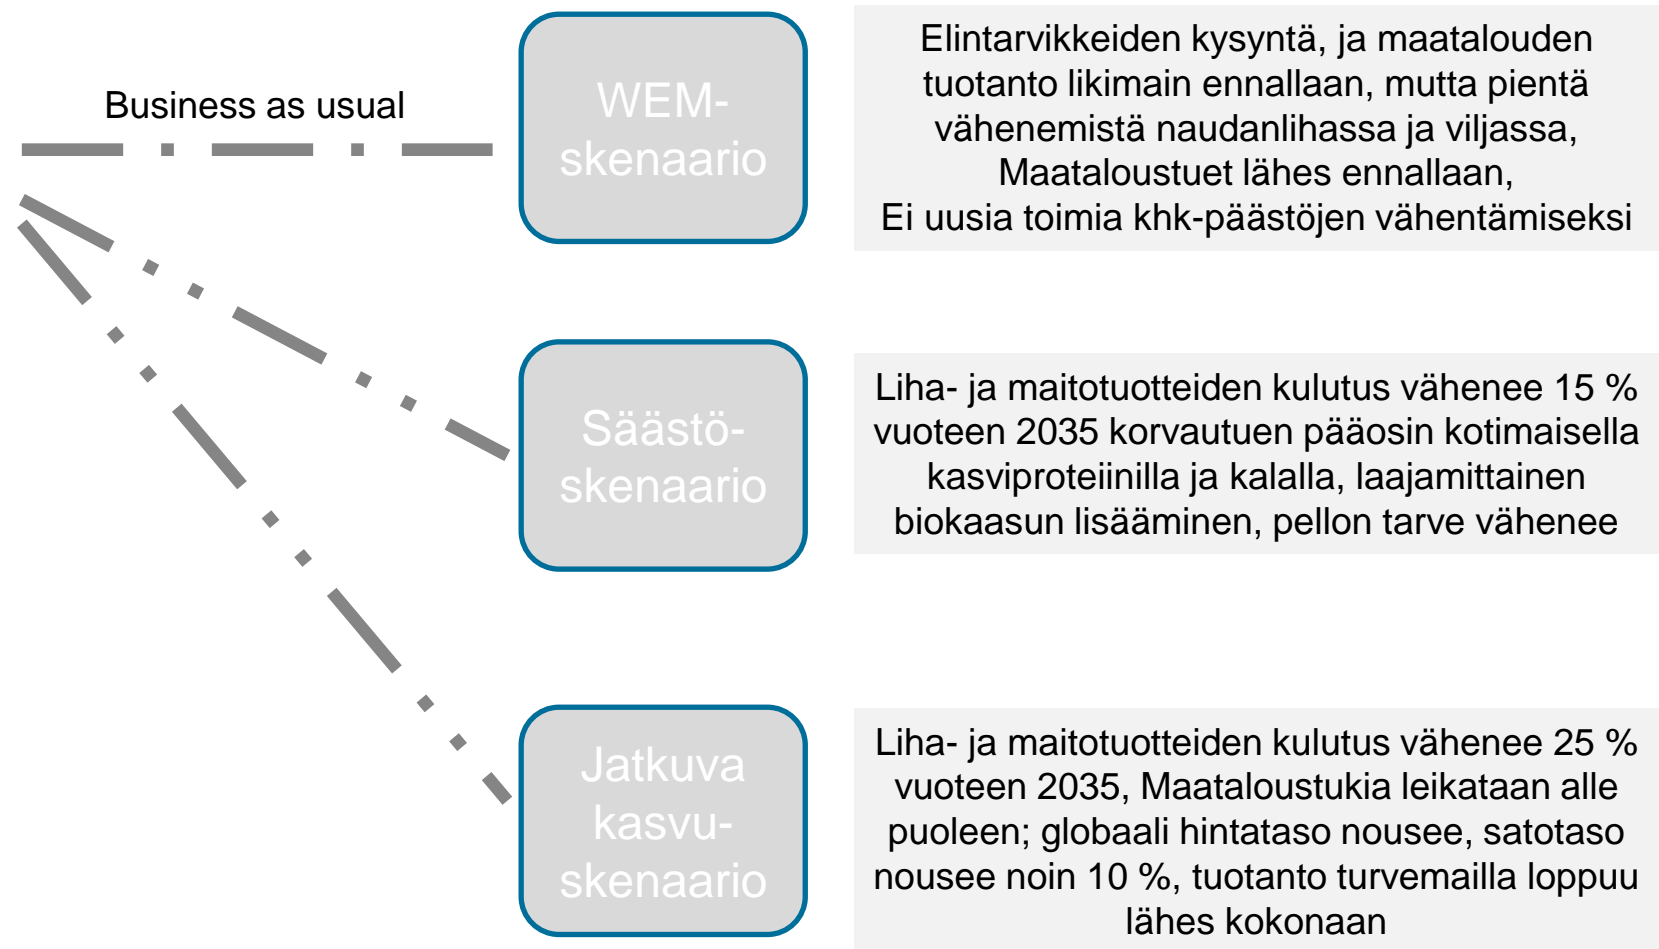 Business as usual
WEM-
skenaario
Elintarvikkeiden kysyntä, ja maatalouden
tuotanto likimain ennallaan, mutta pientä
vähenemistä naudanlihassa ja viljassa,
Maataloustuet lähes ennallaan,
Ei uusia toimia khk-päästöjen vähentämiseksi
Säästö-
skenaario
Liha- ja maitotuotteiden kulutus vähenee 15 %
vuoteen 2035 korvautuen pääosin kotimaisella
kasviproteiinilla ja kalalla, laajamittainen
biokaasun lisääminen, pellon tarve vähenee
Jatkuva
kasvu-
skenaario
Liha- ja maitotuotteiden kulutus vähenee 25 %
vuoteen 2035, Maataloustukia leikataan alle
puoleen; globaali hintataso nousee, satotaso
nousee noin 10 %, tuotanto turvemailla loppuu
lähes kokonaan